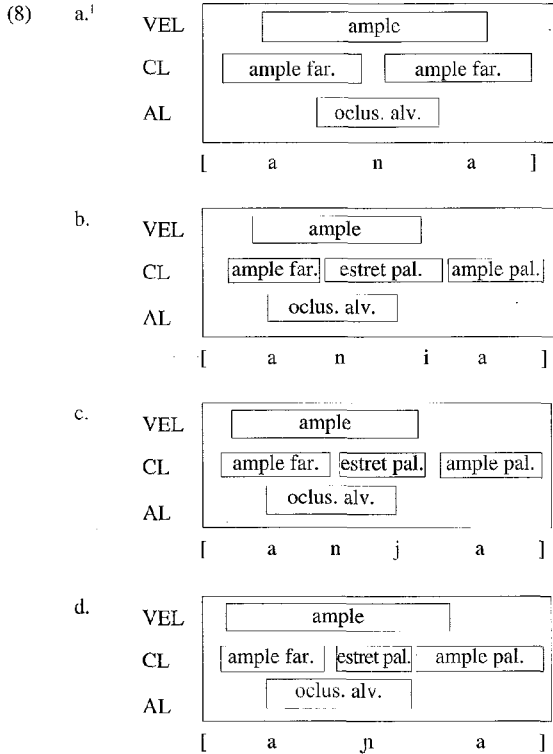 (8) a.¹ VEL ample
CL ample far. ample far.
AL oclus. alv.
[ a n a ]
b. VEL ample
CL ample far. estret pal. ample pal.
AL oclus. alv.
[ a n i a ]
c. VEL ample
CL ample far. estret pal. ample pal.
AL oclus. alv.
[ a n j a ]
d. VEL ample
CL ample far. estret pal. ample pal.
AL oclus. alv.
[ a ɲ a ]